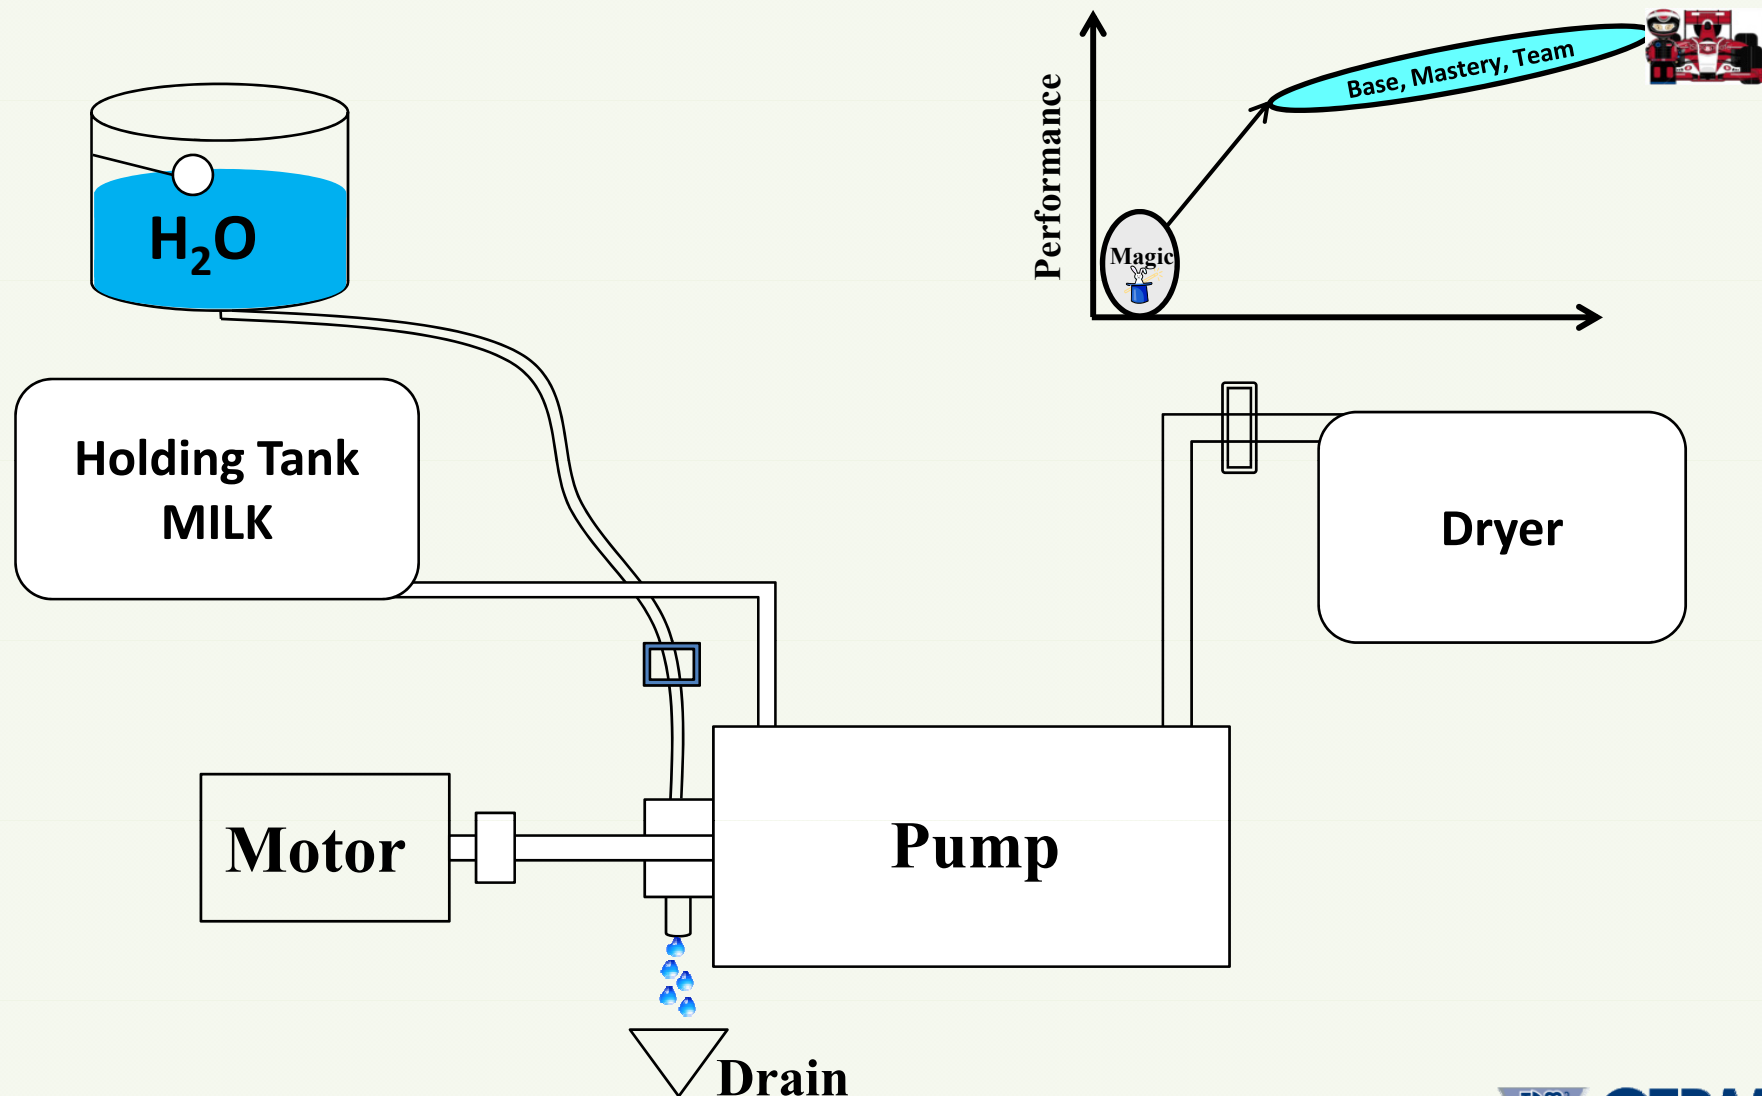 Performance
Base, Mastery, Team
Magic
H₂O
Holding Tank
MILK
Dryer
Motor
Pump
Drain